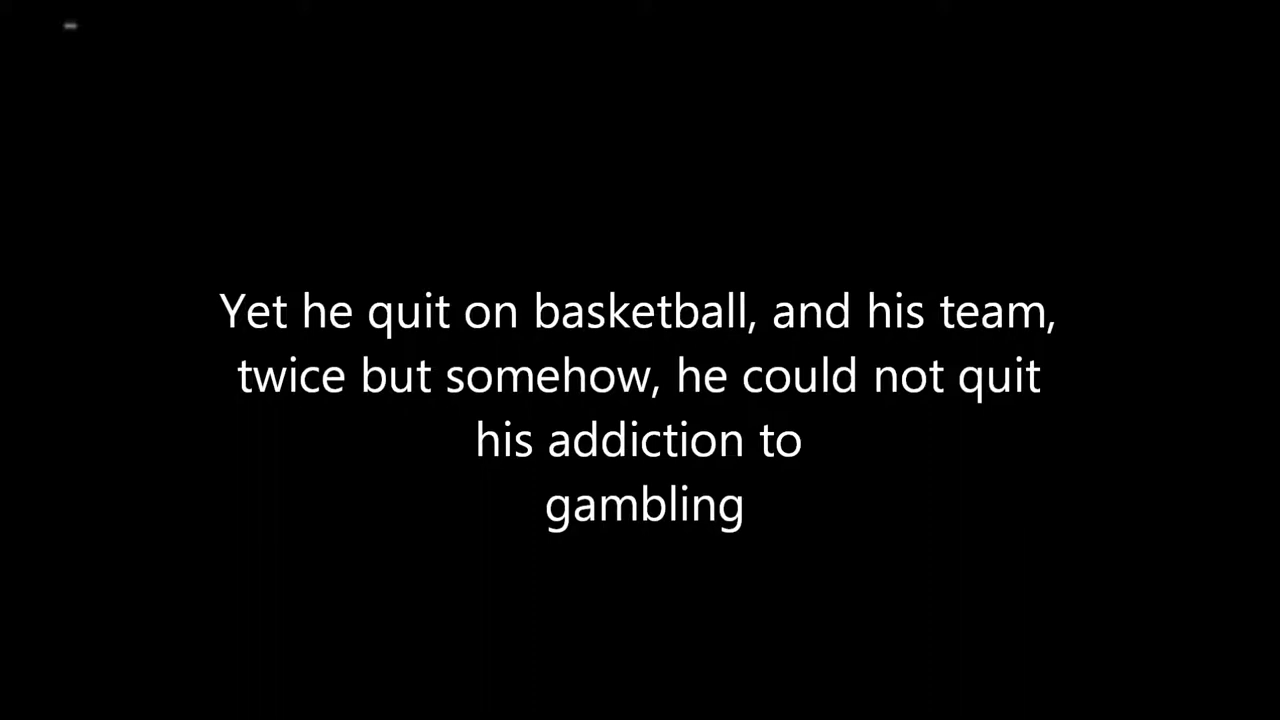 Yet he quit on basketball, and his team,
twice but somehow, he could not quit
his addiction to
gambling